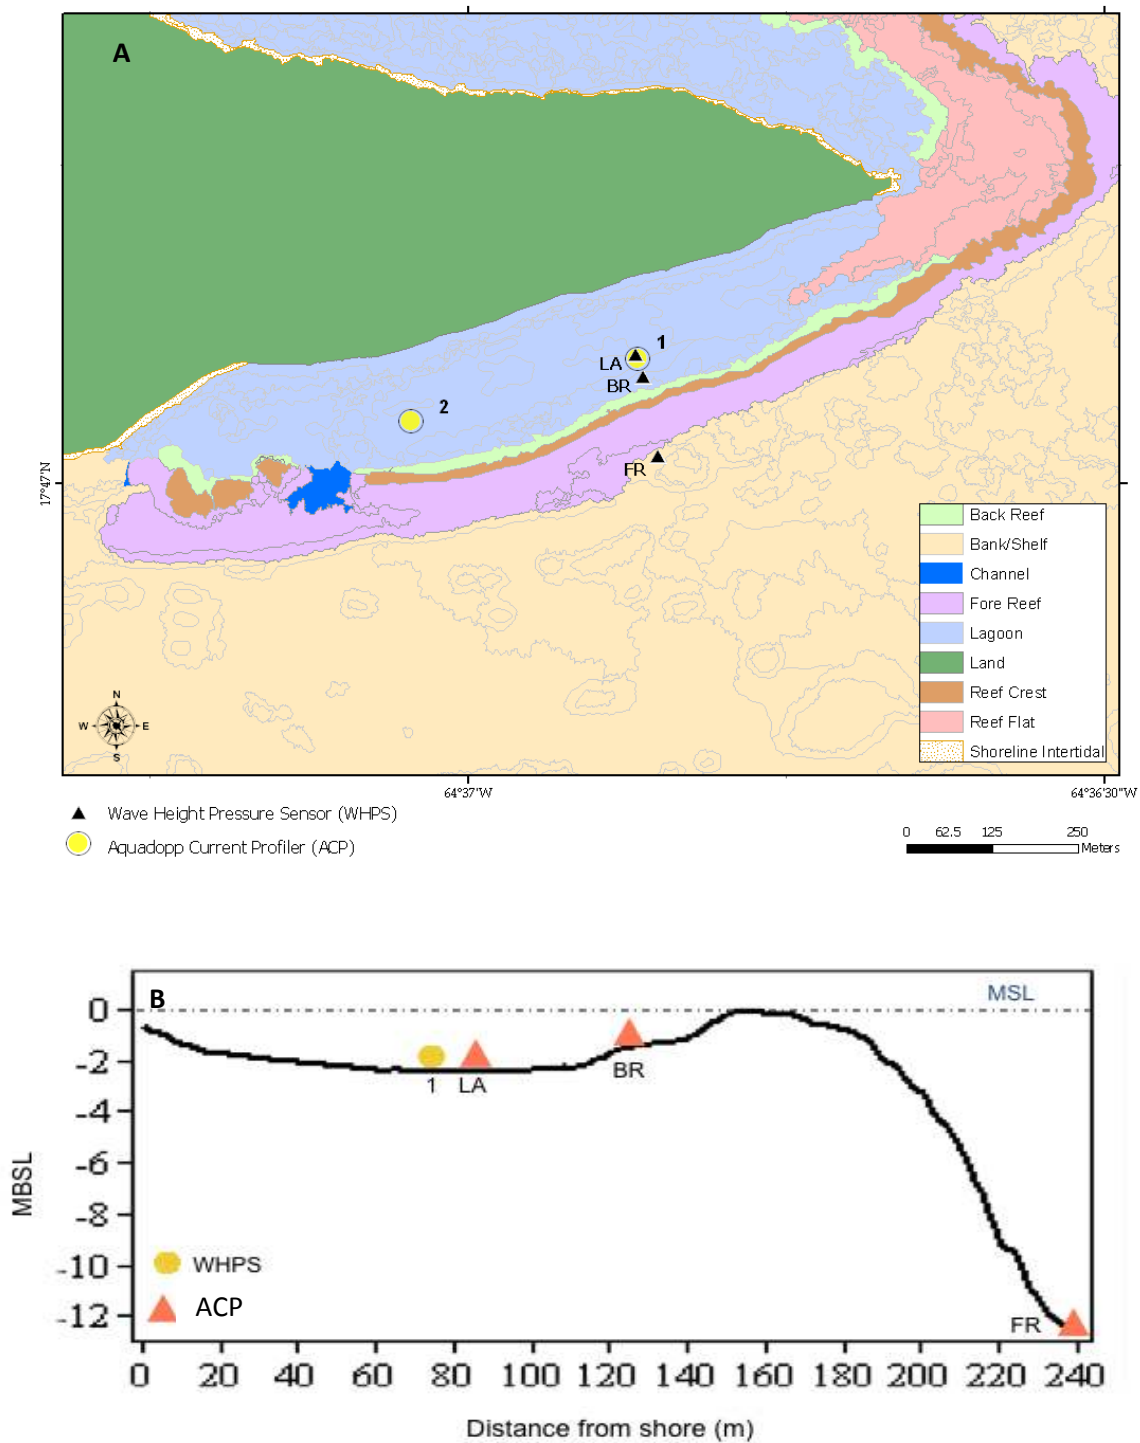 A
1
LA
BR
2
FR
17°47'N
Back Reef
Bank/Shelf
Channel
Fore Reef
Lagoon
Land
Reef Crest
Reef Flat
Shoreline Intertidal
N
W E
S
64°37'W
64°36'30"W
Wave Height Pressure Sensor (WHPS)
Aquadopp Current Profiler (ACP)
0 62.5 125 250
Meters
B
MSL
0
-2
-4
-6
-8
-10
-12
MBSL
1 LA
BR
WHPS
ACP
FR
0 20 40 60 80 100 120 140 160 180 200 220 240
Distance from shore (m)